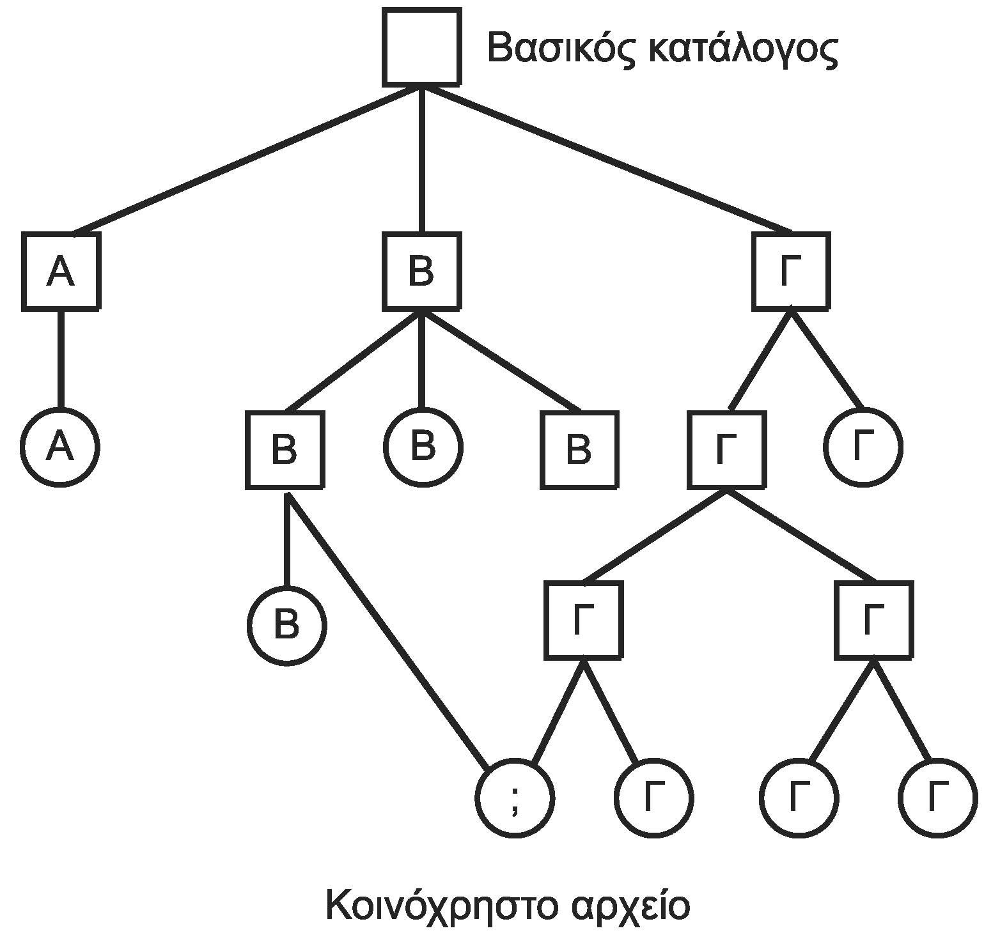 Βασικός κατάλογος
Α Β Γ
Α Β Β Β Γ Γ
Β Γ Γ
; Γ Γ Γ
Κοινόχρηστο αρχείο